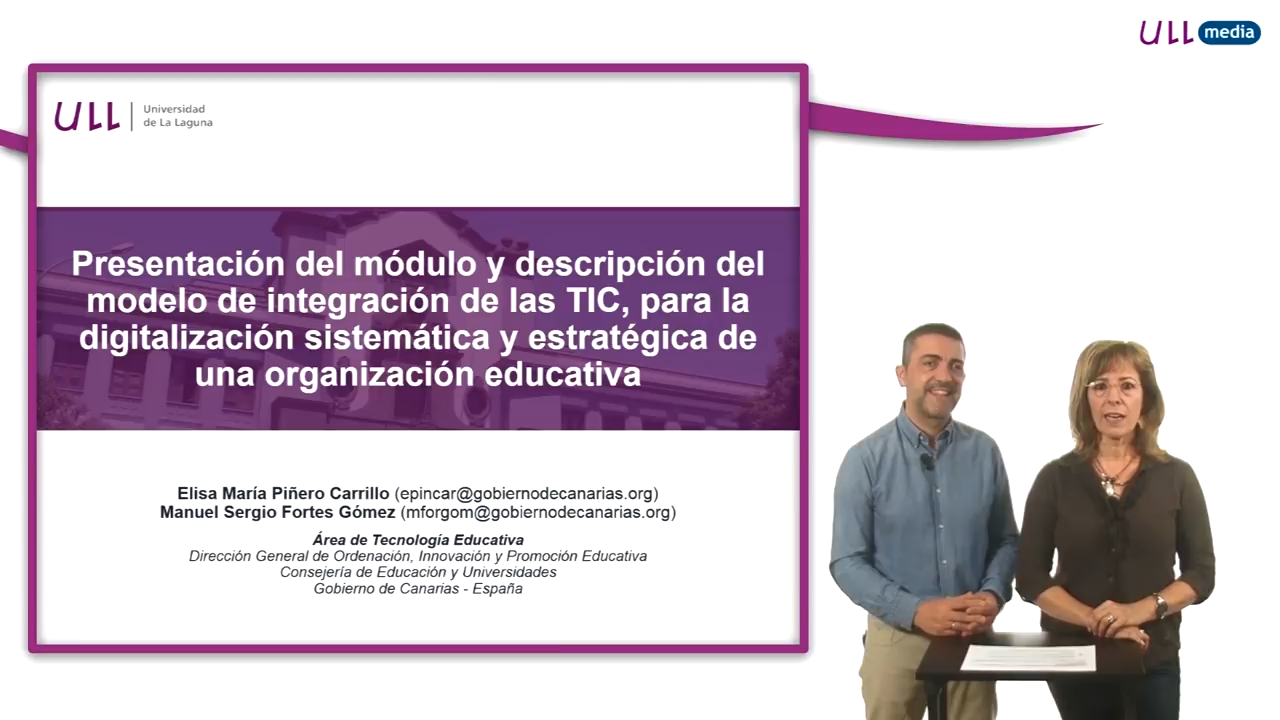 ULL media
ULL Universidad
de La Laguna
Presentación del módulo y descripción del
modelo de integración de las TIC, para la
digitalización sistemática y estratégica de
una organización educativa
Elisa María Piñero Carrillo (epincar@gobiernodecanarias.org)
Manuel Sergio Fortes Gómez (mforgom@gobiernodecanarias.org)
Área de Tecnología Educativa
Dirección General de Ordenación, Innovación y Promoción Educativa
Consejería de Educación y Universidades
Gobierno de Canarias - España